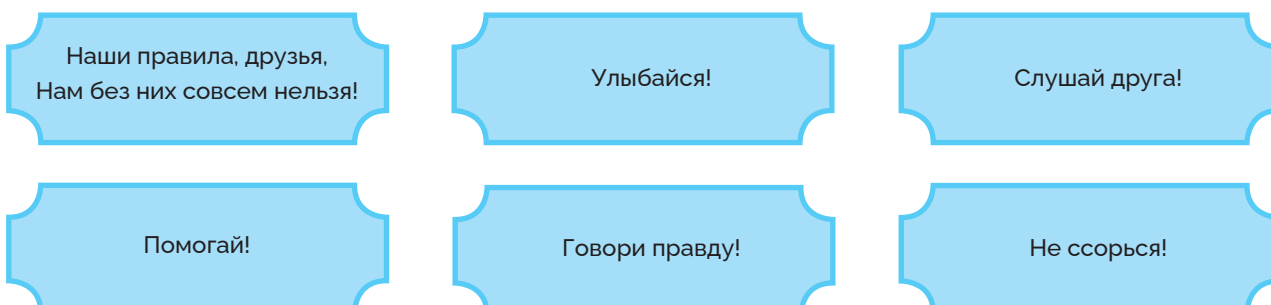 Наши правила, друзья,
Нам без них совсем нельзя!
Улыбайся!
Слушай друга!
Помогай!
Говори правду!
Не ссорься!